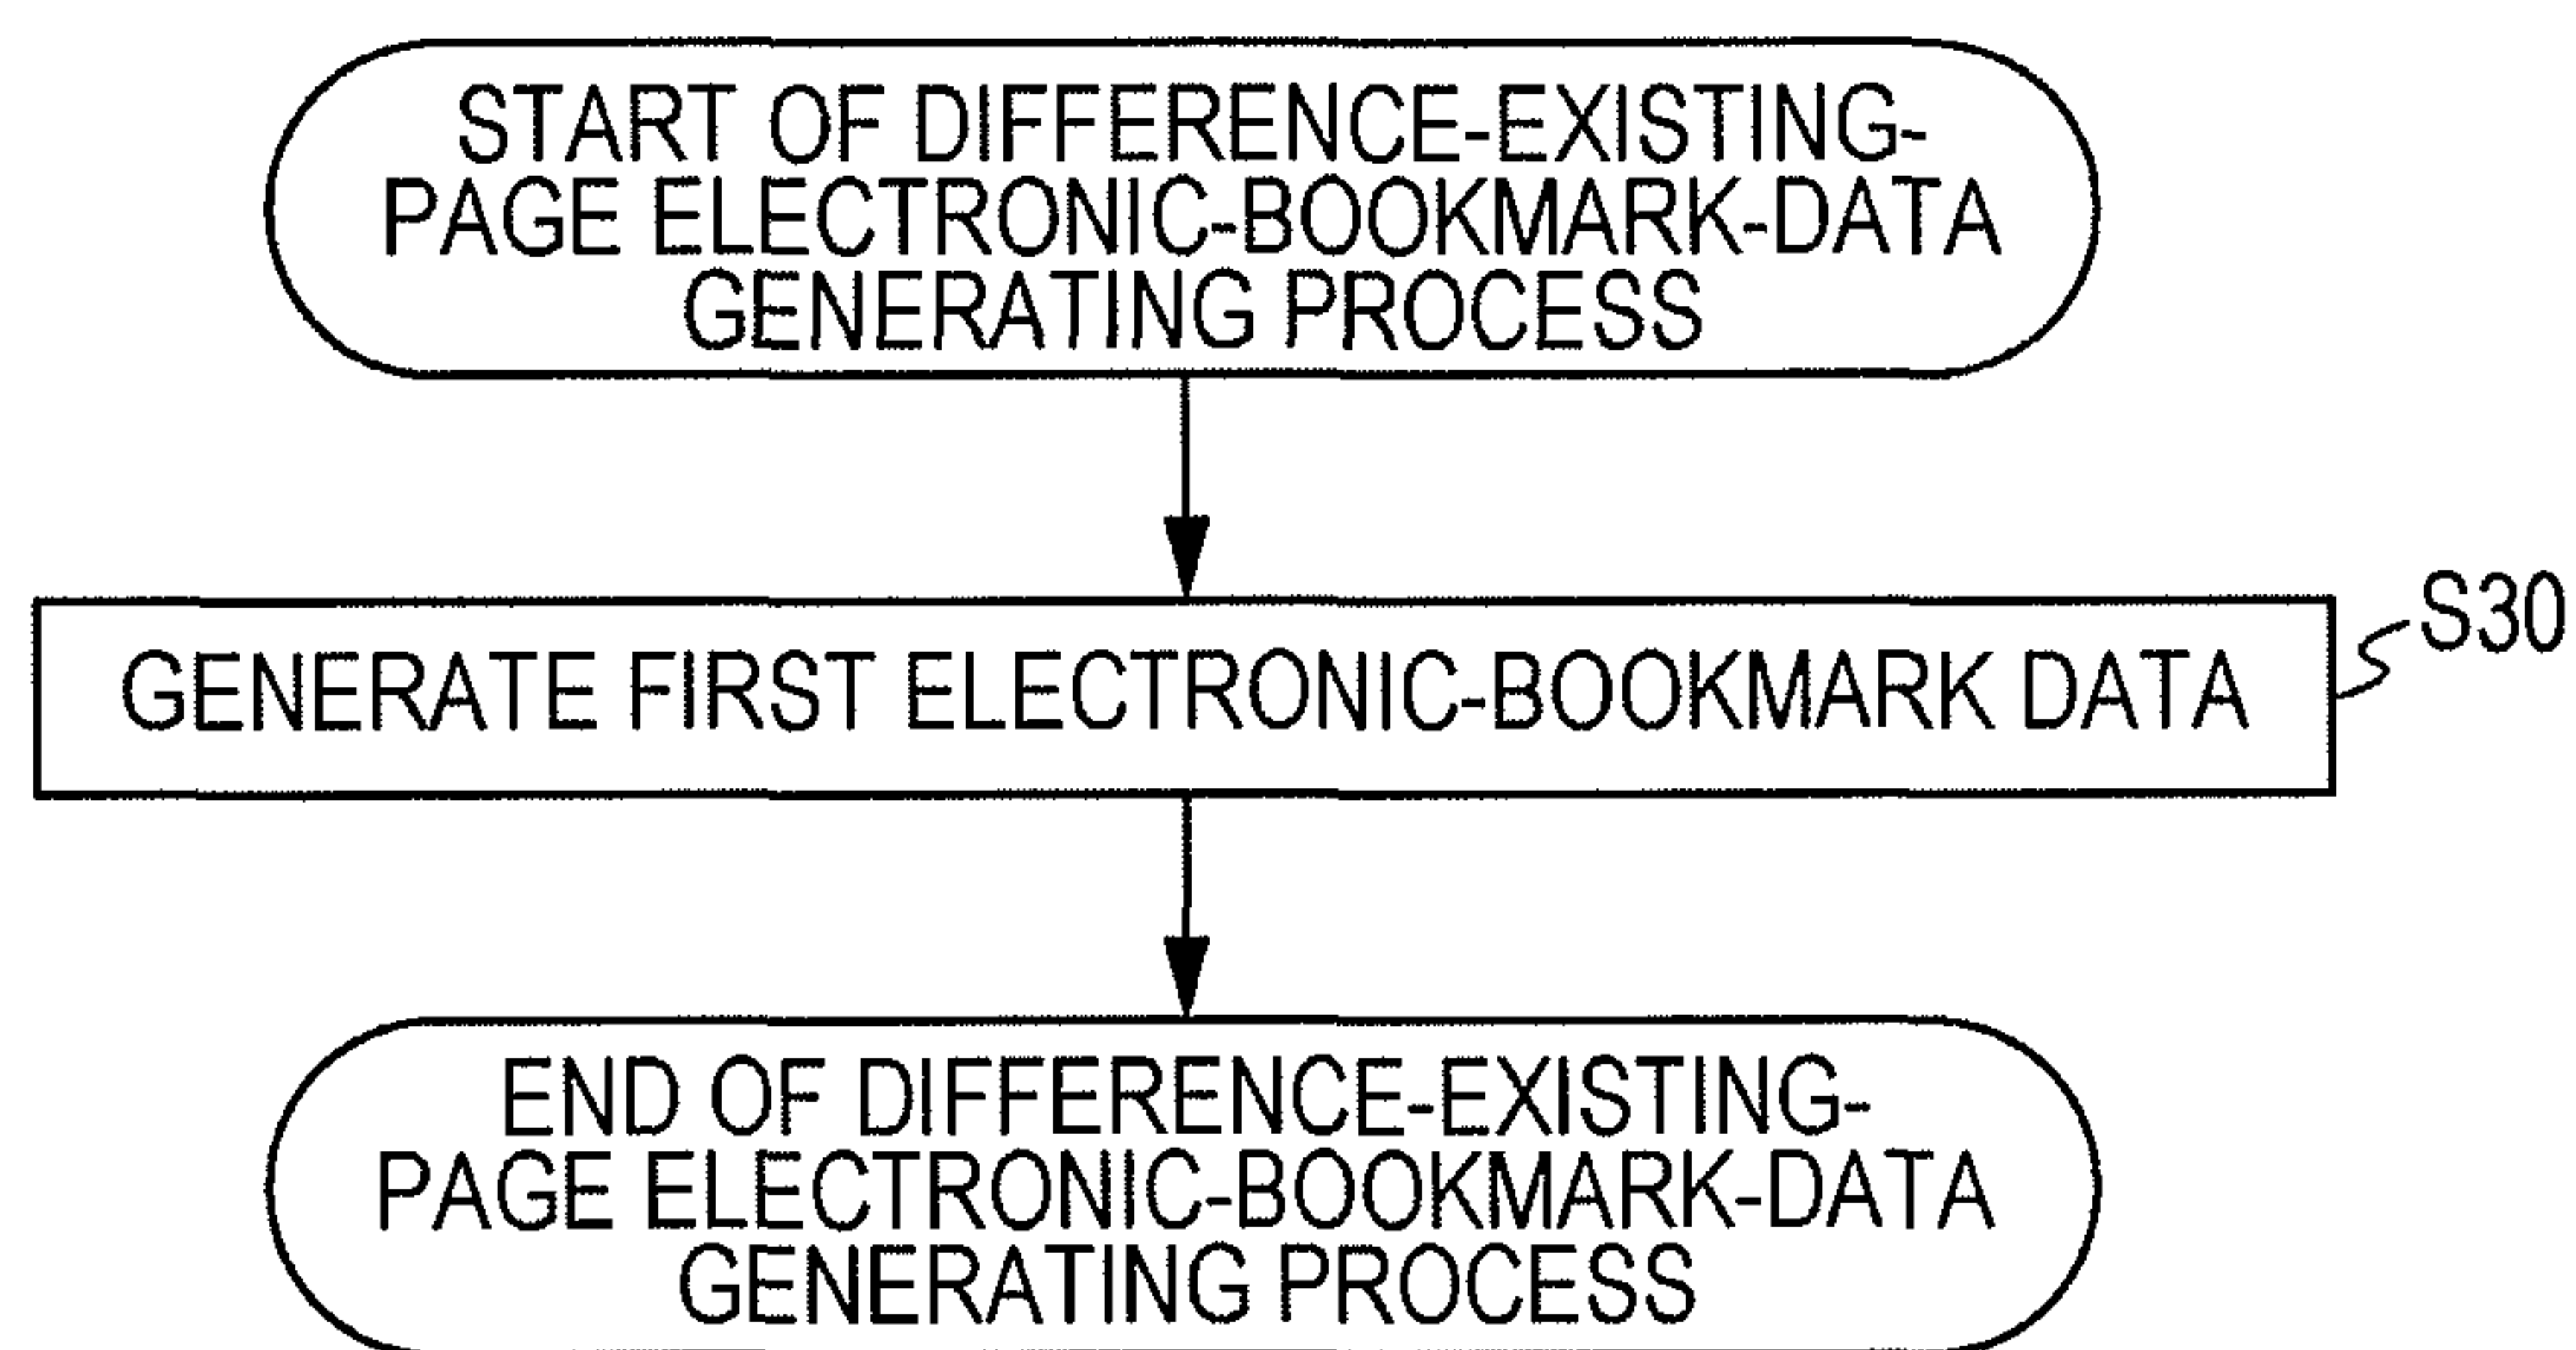 START OF DIFFERENCE-EXISTING-
PAGE ELECTRONIC-BOOKMARK-DATA
GENERATING PROCESS
GENERATE FIRST ELECTRONIC-BOOKMARK DATA
S30
END OF DIFFERENCE-EXISTING-
PAGE ELECTRONIC-BOOKMARK-DATA
GENERATING PROCESS